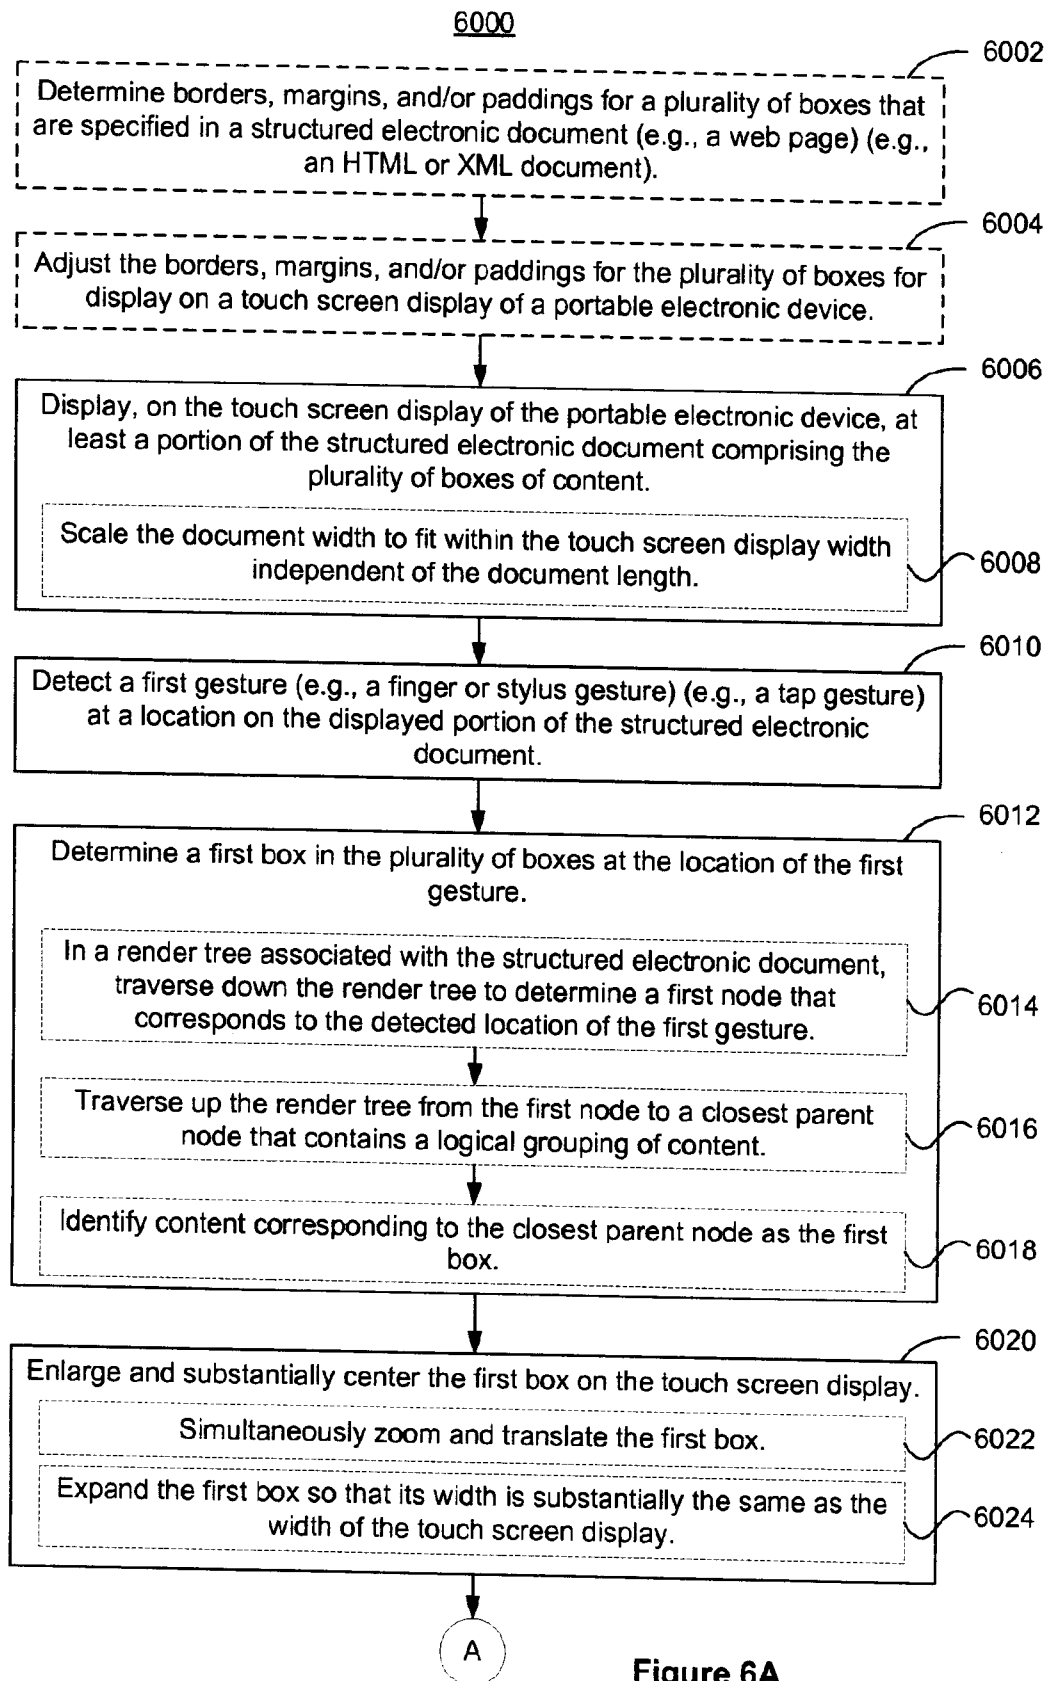 6000
6002
Determine borders, margins, and/or paddings for a plurality of boxes that
are specified in a structured electronic document (e.g., a web page) (e.g.,
an HTML or XML document).
6004
Adjust the borders, margins, and/or paddings for the plurality of boxes for
display on a touch screen display of a portable electronic device.
6006
Display, on the touch screen display of the portable electronic device, at
least a portion of the structured electronic document comprising the
plurality of boxes of content.
Scale the document width to fit within the touch screen display width
independent of the document length.
6008
6010
Detect a first gesture (e.g., a finger or stylus gesture) (e.g., a tap gesture)
at a location on the displayed portion of the structured electronic
document.
6012
Determine a first box in the plurality of boxes at the location of the first
gesture.
In a render tree associated with the structured electronic document,
traverse down the render tree to determine a first node that
corresponds to the detected location of the first gesture.
6014
Traverse up the render tree from the first node to a closest parent
node that contains a logical grouping of content.
6016
Identify content corresponding to the closest parent node as the first
box.
6018
6020
Enlarge and substantially center the first box on the touch screen display.
Simultaneously zoom and translate the first box.
6022
Expand the first box so that its width is substantially the same as the
width of the touch screen display.
6024
A
Figure 6A